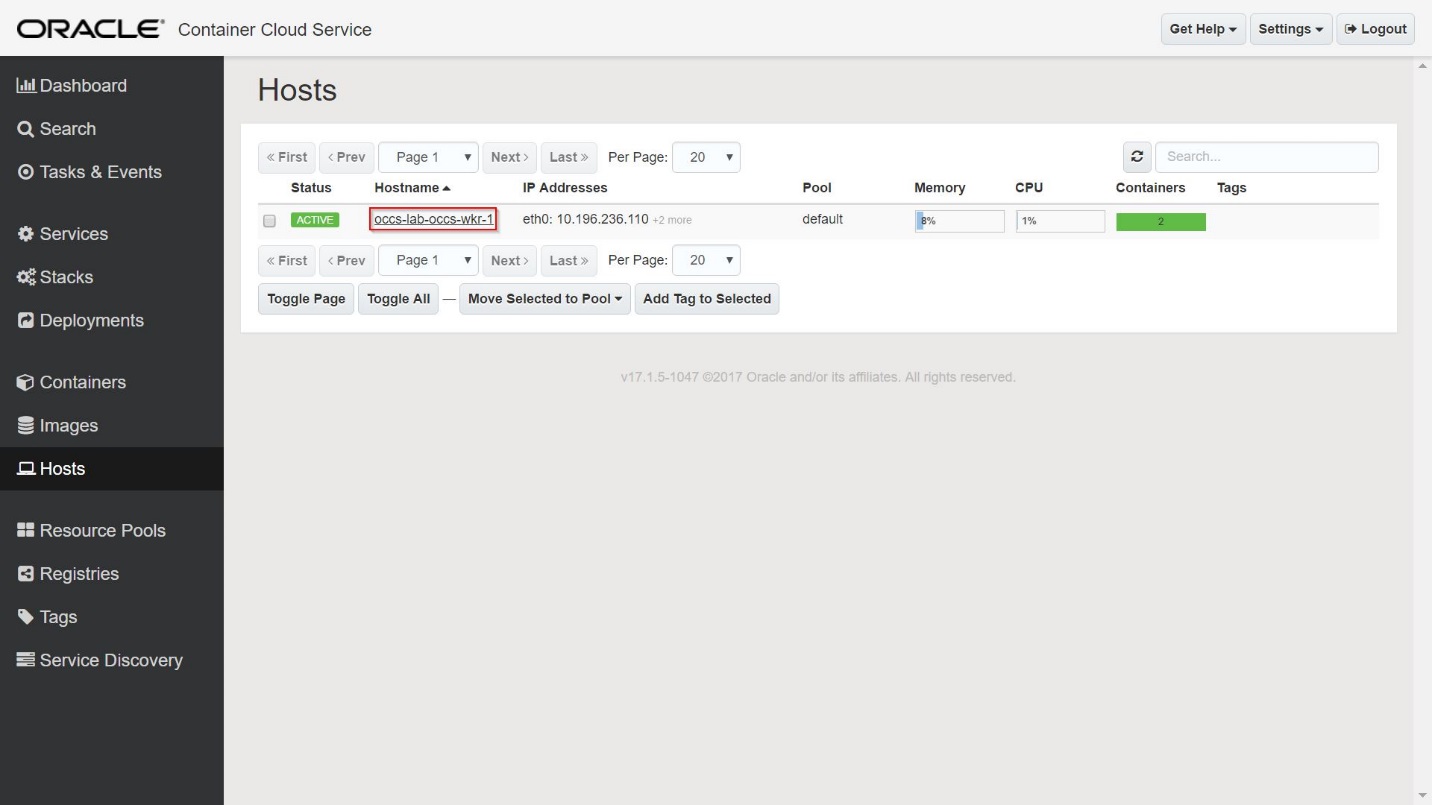 ORACLE® Container Cloud Service
Get Help
Settings
Logout
Dashboard
Search
Tasks & Events
Services
Stacks
Deployments
Containers
Images
Hosts
Resource Pools
Registries
Tags
Service Discovery
Hosts
« First ‹ Prev Page 1 Next › Last » Per Page: 20 Search...
Status Hostname IP Addresses Pool Memory CPU Containers Tags
ACTIVE occs-lab-occs-wkr-1 eth0: 10.196.236.110 +2 more default 8% 1% 2
« First ‹ Prev Page 1 Next › Last » Per Page: 20
Toggle Page Toggle All — Move Selected to Pool Add Tag to Selected
v17.1.5-1047 ©2017 Oracle and/or its affiliates. All rights reserved.